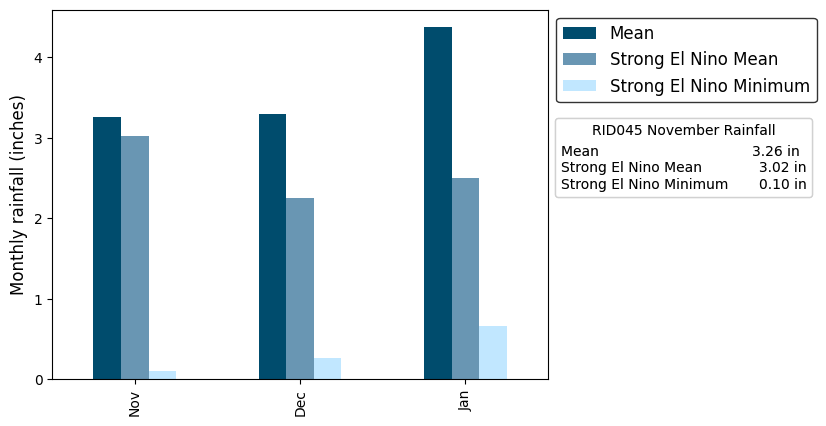 Monthly rainfall (inches)
4
3
2
1
0
Nov
Dec
Jan
Mean
Strong El Nino Mean
Strong El Nino Minimum
RID045 November Rainfall
Mean 3.26 in
Strong El Nino Mean 3.02 in
Strong El Nino Minimum 0.10 in